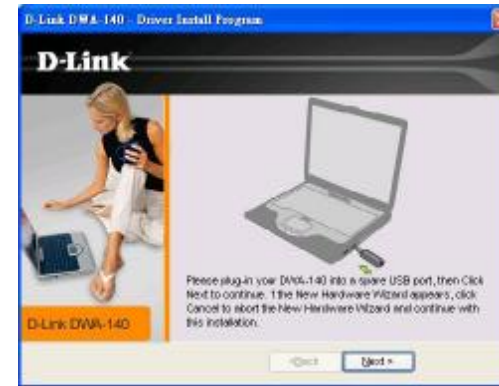 D-Link DWA-140 - Driver Install Program
D-Link
Please plug-in your DWA-140 into a spare USB port, then Click
Next to continue. If the New Hardware Wizard appears, click
Cancel to abort the New Hardware Wizard and continue with
this installation.
D-Link DWA-140
Next >